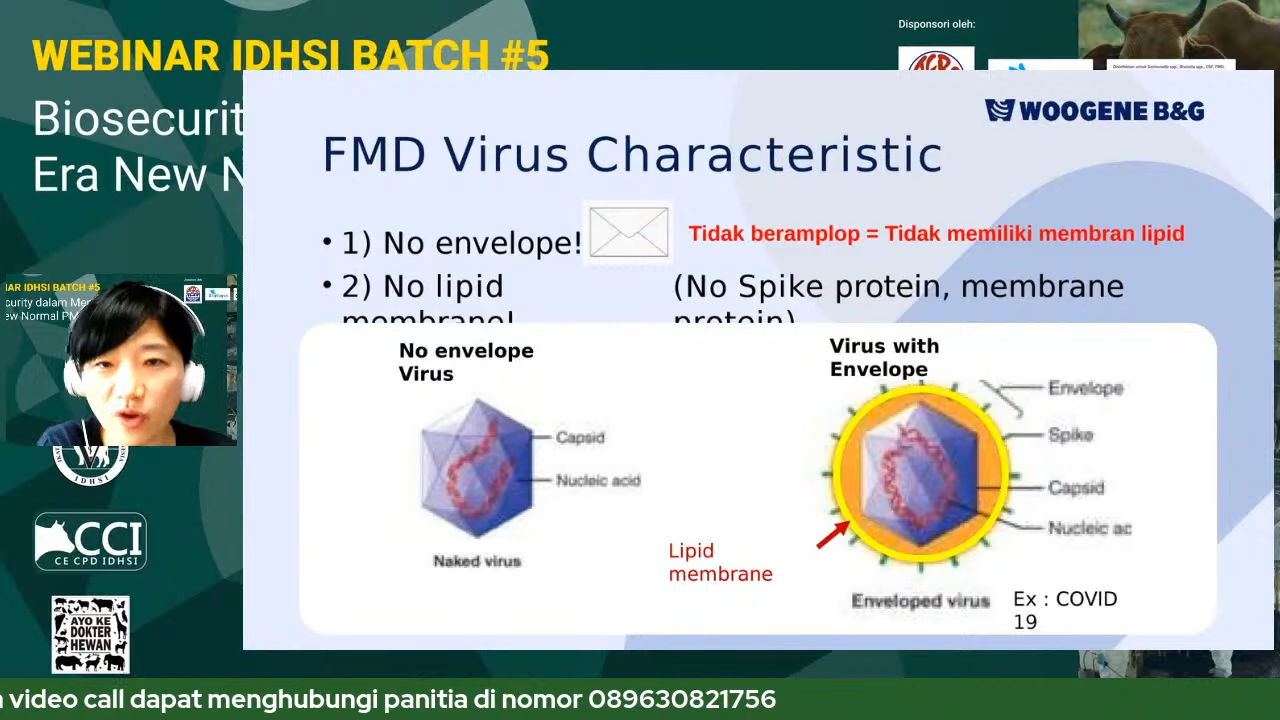 WEBINAR IDHSI BATCH #5
Disponsori oleh:
Biosecurit
Era New N
WOOGENE B&G
FMD Virus Characteristic
• 1) No envelope!
Tidak beramplop = Tidak memiliki membran lipid
• 2) No lipid
membrane!
(No Spike protein, membrane
protein)
No envelope
Virus
Capsid
Nucleic acid
Naked virus
Virus with
Envelope
Envelope
Spike
Capsid
Nucleic ac
Lipid
membrane
Enveloped virus
Ex : COVID
19
IAR IDHSI BATCH #5
ew Normal PM
IDHSI
CCI
CE CPD IDHSI
AYO KE
DOKTER
HEWAN
video call dapat menghubungi panitia di nomor 089630821756